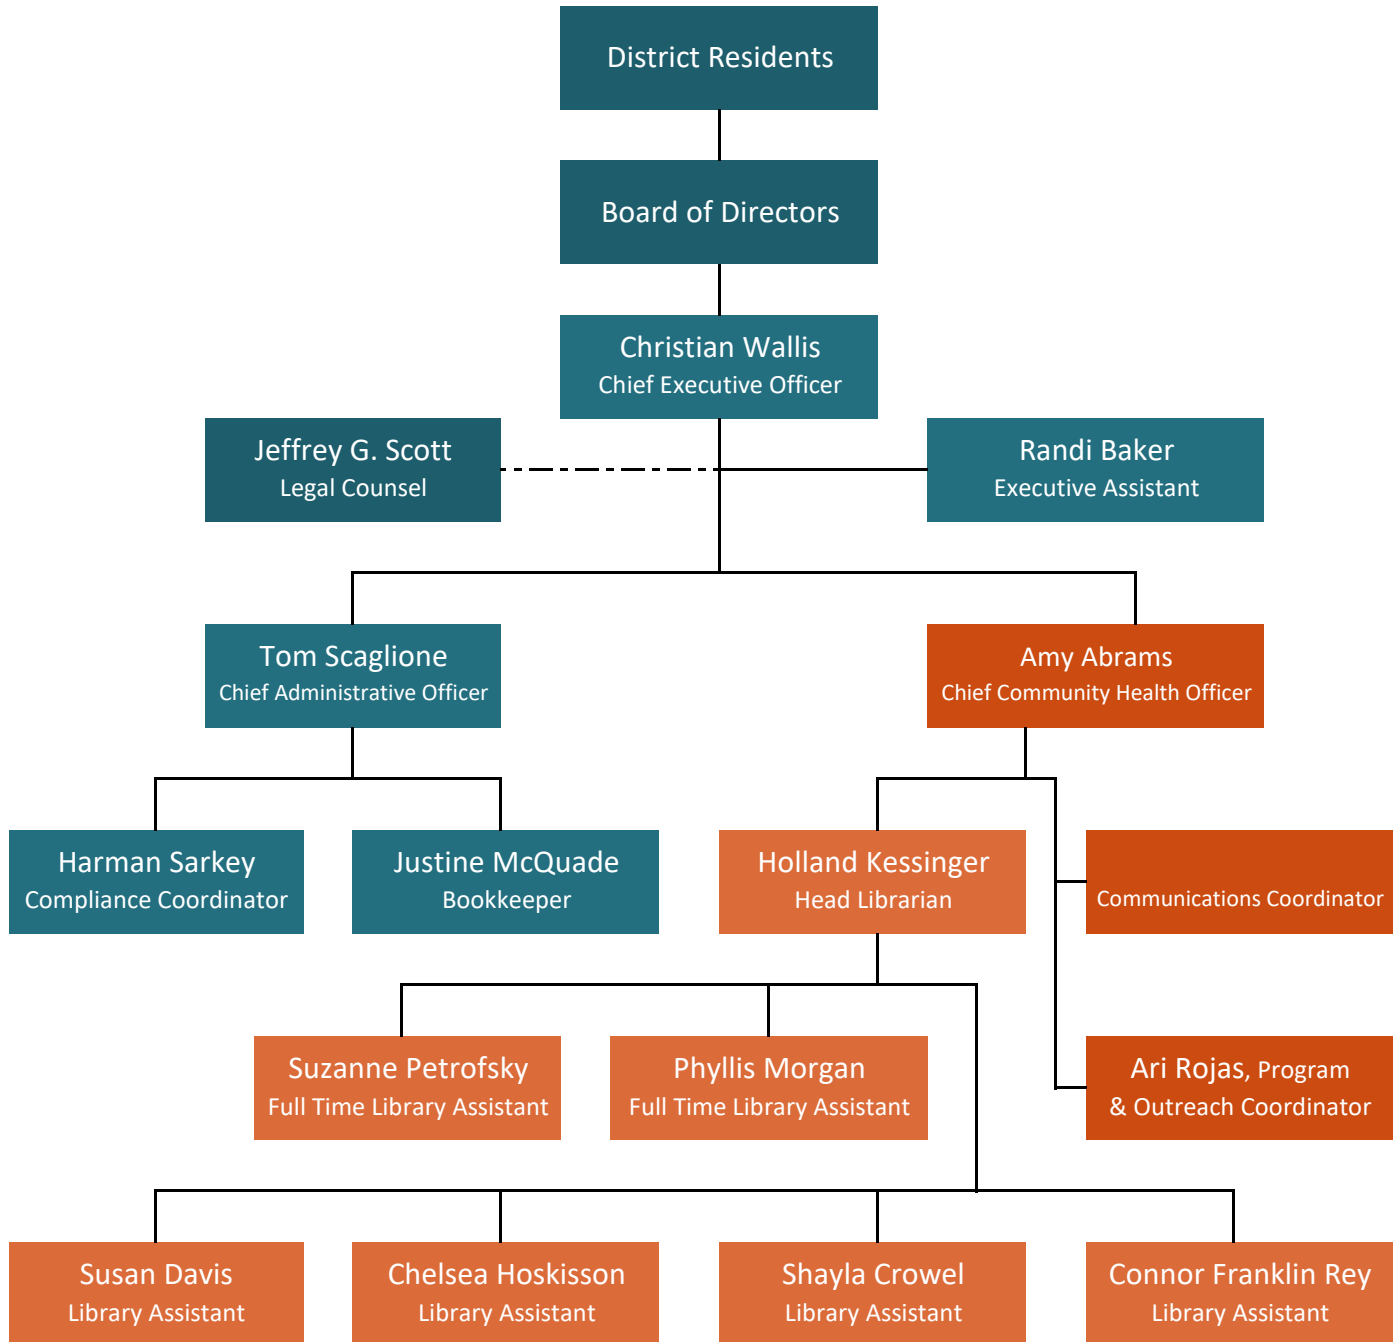 District Residents
Board of Directors
Christian Wallis
Chief Executive Officer
Jeffrey G. Scott
Legal Counsel
Randi Baker
Executive Assistant
Tom Scaglione
Chief Administrative Officer
Amy Abrams
Chief Community Health Officer
Harman Sarkey
Compliance Coordinator
Justine McQuade
Bookkeeper
Holland Kessinger
Head Librarian
Communications Coordinator
Suzanne Petrofsky
Full Time Library Assistant
Phyllis Morgan
Full Time Library Assistant
Ari Rojas, Program
& Outreach Coordinator
Susan Davis
Library Assistant
Chelsea Hoskisson
Library Assistant
Shayla Crowel
Library Assistant
Connor Franklin Rey
Library Assistant